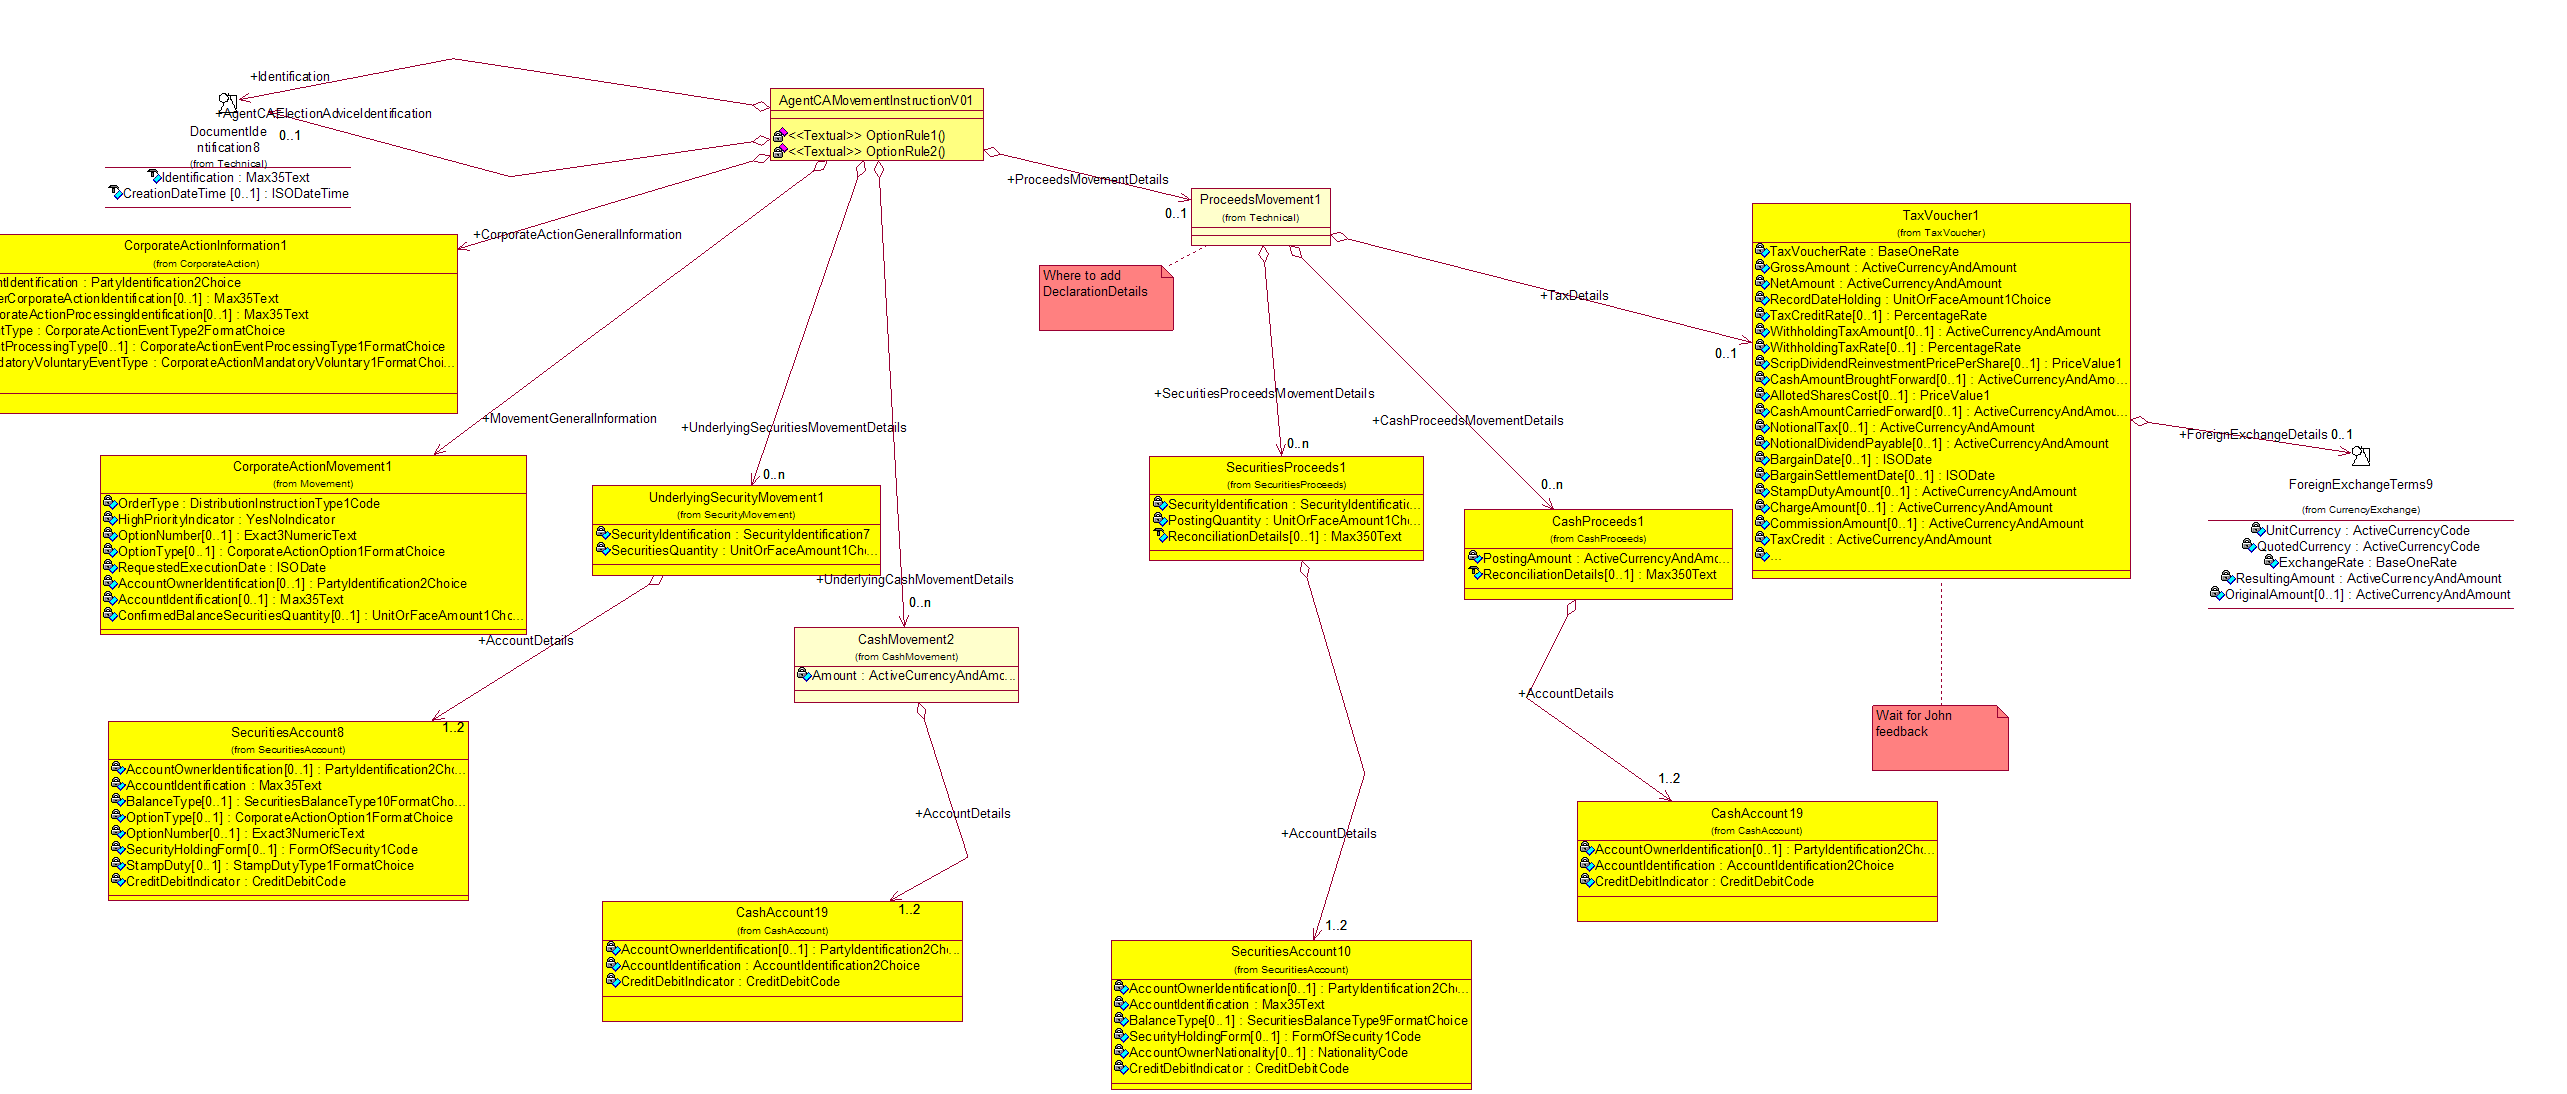 +Identification
+AgentCAElectionAdviceIdentification
0..1
DocumentIde
ntification8
(from Technical)
Identification : Max35Text
CreationDateTime [0..1] : ISODateTime
AgentCAMovementInstructionV01
<<Textual>> OptionRule1()
<<Textual>> OptionRule2()
+ProceedsMovementDetails
0..1
ProceedsMovement1
(from Technical)
Where to add
DeclarationDetails
+CorporateActionGeneralInformation
CorporateActionInformation1
(from CorporateAction)
ntIdentification : PartyIdentification2Choice
erCorporateActionIdentification[0..1] : Max35Text
orateActionProcessingIdentification[0..1] : Max35Text
ntType : CorporateActionEventType2FormatChoice
ntProcessingType[0..1] : CorporateActionEventProcessingType1FormatChoice
datoryVoluntaryEventType : CorporateActionMandatoryVoluntary1FormatChoi...
+MovementGeneralInformation
CorporateActionMovement1
(from Movement)
OrderType : DistributionInstructionType1Code
HighPriorityIndicator : YesNoIndicator
OptionNumber[0..1] : Exact3NumericText
OptionType[0..1] : CorporateActionOption1FormatChoice
RequestedExecutionDate : ISODate
AccountOwnerIdentification[0..1] : PartyIdentification2Choice
AccountIdentification[0..1] : Max35Text
ConfirmedBalanceSecuritiesQuantity[0..1] : UnitOrFaceAmount1Ch...
+UnderlyingSecuritiesMovementDetails
0..n
UnderlyingSecurityMovement1
(from SecurityMovement)
SecurityIdentification : SecurityIdentification7
SecuritiesQuantity : UnitOrFaceAmount1Ch...
+AccountDetails
1..2
SecuritiesAccount8
(from SecuritiesAccount)
AccountOwnerIdentification[0..1] : PartyIdentification2Ch...
AccountIdentification : Max35Text
BalanceType[0..1] : SecuritiesBalanceType10FormatCho...
OptionType[0..1] : CorporateActionOption1FormatChoice
OptionNumber[0..1] : Exact3NumericText
SecurityHoldingForm[0..1] : FormOfSecurity1Code
StampDuty[0..1] : StampDutyType1FormatChoice
CreditDebitIndicator : CreditDebitCode
+UnderlyingCashMovementDetails
0..n
CashMovement2
(from CashMovement)
Amount : ActiveCurrencyAndAmo...
+AccountDetails
1..2
CashAccount19
(from CashAccount)
AccountOwnerIdentification[0..1] : PartyIdentification2Ch...
AccountIdentification : AccountIdentification2Choice
CreditDebitIndicator : CreditDebitCode
+SecuritiesProceedsMovementDetails
0..n
SecuritiesProceeds1
(from SecuritiesProceeds)
SecurityIdentification : SecurityIdentificatio...
PostingQuantity : UnitOrFaceAmount1Cho...
ReconciliationDetails[0..1] : Max350Text
+AccountDetails
1..2
SecuritiesAccount10
(from SecuritiesAccount)
AccountOwnerIdentification[0..1] : PartyIdentification2Ch...
AccountIdentification : Max35Text
BalanceType[0..1] : SecuritiesBalanceType9FormatChoice
SecurityHoldingForm[0..1] : FormOfSecurity1Code
AccountOwnerNationality[0..1] : NationalityCode
CreditDebitIndicator : CreditDebitCode
+CashProceedsMovementDetails
0..n
CashProceeds1
(from CashProceeds)
PostingAmount : ActiveCurrencyAndAmo...
ReconciliationDetails[0..1] : Max350Text
+AccountDetails
1..2
CashAccount19
(from CashAccount)
AccountOwnerIdentification[0..1] : PartyIdentification2Ch...
AccountIdentification : AccountIdentification2Choice
CreditDebitIndicator : CreditDebitCode
+TaxDetails
0..1
TaxVoucher1
(from TaxVoucher)
TaxVoucherRate : BaseOneRate
GrossAmount : ActiveCurrencyAndAmount
NetAmount : ActiveCurrencyAndAmount
RecordDateHolding : UnitOrFaceAmount1Choice
TaxCreditRate[0..1] : PercentageRate
WithholdingTaxAmount[0..1] : ActiveCurrencyAndAmount
WithholdingTaxRate[0..1] : PercentageRate
ScripDividendReinvestmentPricePerShare[0..1] : PriceValue1
CashAmountBroughtForward[0..1] : ActiveCurrencyAndAmo...
AllotedSharesCost[0..1] : PriceValue1
CashAmountCarriedForward[0..1] : ActiveCurrencyAndAmou...
NotionalTax[0..1] : ActiveCurrencyAndAmount
NotionalDividendPayable[0..1] : ActiveCurrencyAndAmount
BargainDate[0..1] : ISODate
BargainSettlementDate[0..1] : ISODate
StampDutyAmount[0..1] : ActiveCurrencyAndAmount
ChargeAmount[0..1] : ActiveCurrencyAndAmount
CommissionAmount[0..1] : ActiveCurrencyAndAmount
TaxCredit : ActiveCurrencyAndAmount
...
Wait for John
feedback
+ForeignExchangeDetails 0..1
ForeignExchangeTerms9
(from CurrencyExchange)
UnitCurrency : ActiveCurrencyCode
QuotedCurrency : ActiveCurrencyCode
ExchangeRate : BaseOneRate
ResultingAmount : ActiveCurrencyAndAmount
OriginalAmount[0..1] : ActiveCurrencyAndAmount